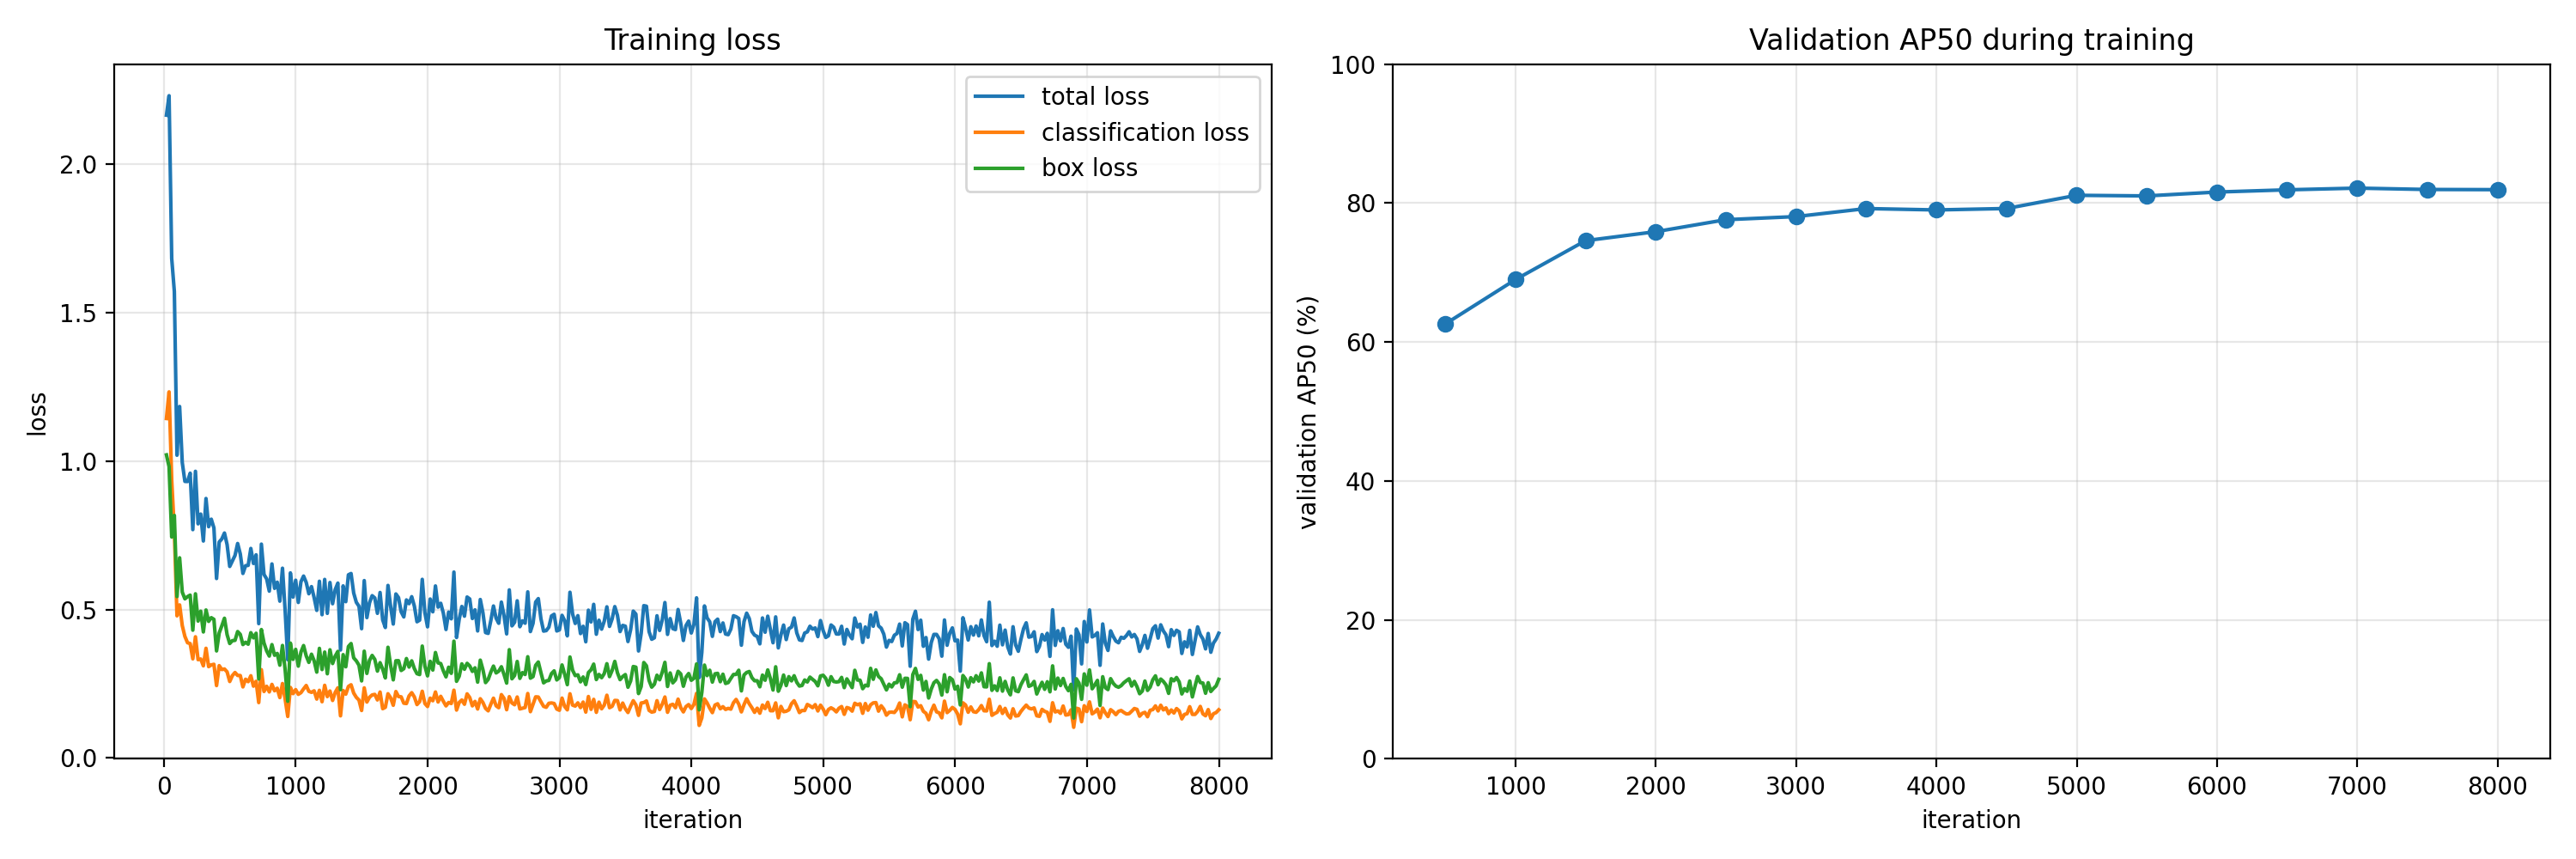 Training loss
total loss
classification loss
box loss
2.0
1.5
1.0
0.5
0.0
loss
0 1000 2000 3000 4000 5000 6000 7000 8000
iteration
Validation AP50 during training
100
80
60
40
20
0
validation AP50 (%)
1000 2000 3000 4000 5000 6000 7000 8000
iteration